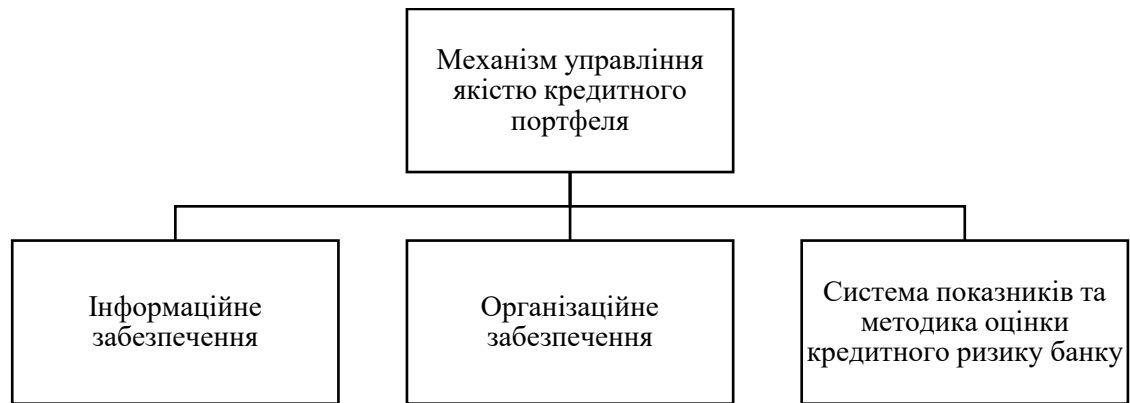 Механізм управління
якістю кредитного
портфеля
Інформаційне
забезпечення
Організаційне
забезпечення
Система показників та
методика оцінки
кредитного ризику банку